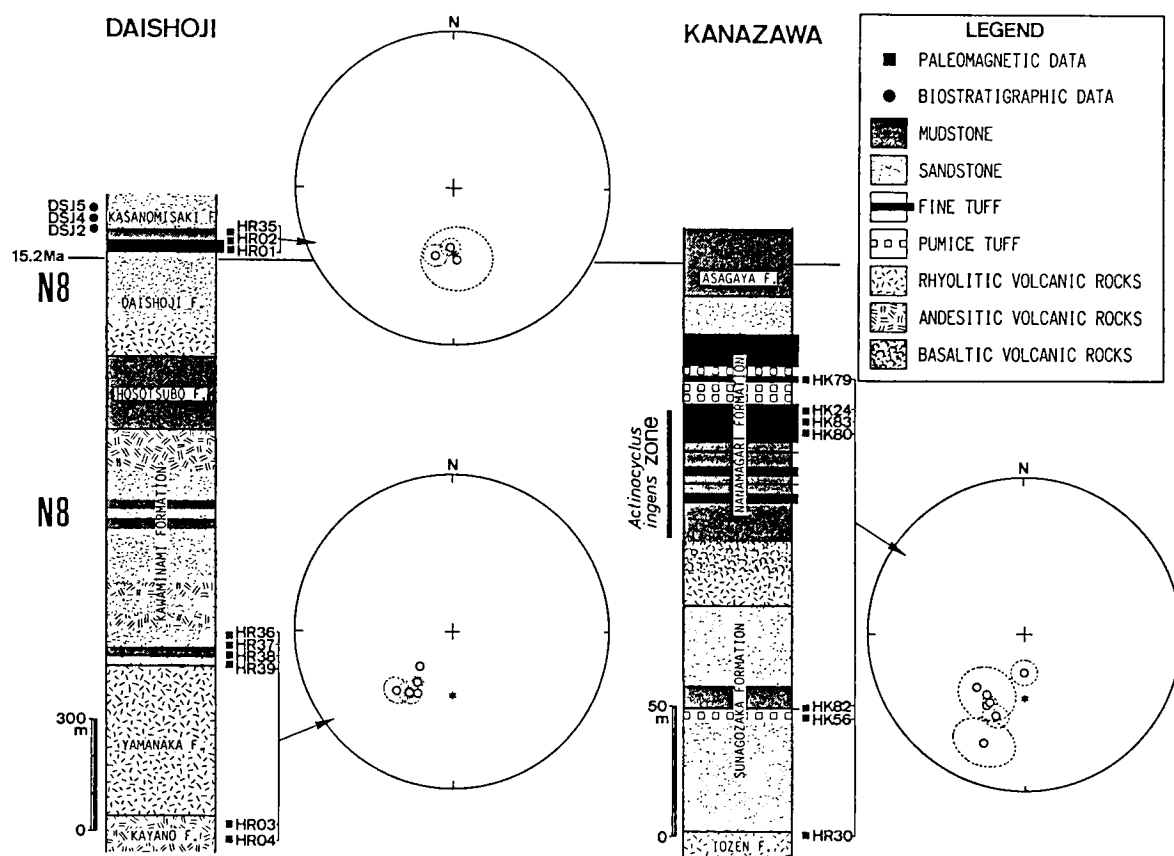 DAISHOJI
N
KANAZAWA
LEGEND
PALEOMAGNETIC DATA
BIOSTRATIGRAPHIC DATA
MUDSTONE
SANDSTONE
FINE TUFF
PUMICE TUFF
RHYOLITIC VOLCANIC ROCKS
ANDESITIC VOLCANIC ROCKS
BASALTIC VOLCANIC ROCKS
DSJ5
DSJ4
DSJ2
KASANOMISAKI F.
HR35
HR02
HR01
15.2Ma
N8
DAISHOJI F.
HOSOTSUBO F.
N8
KAWAMINAMI FORMATION
HR36
HR37
HR38
HR39
300
m
0
YAMANAKA F.
KAYANO F.
HR03
HR04
N
ASAGAYA F.
NANAMAGARI FORMATION
HK79
HK24
HK83
HK80
Actinocyclus
ingens ZONE
SUNAGOZAKA FORMATION
HK82
HK56
50
m
0
IOZEN F.
HR30
N